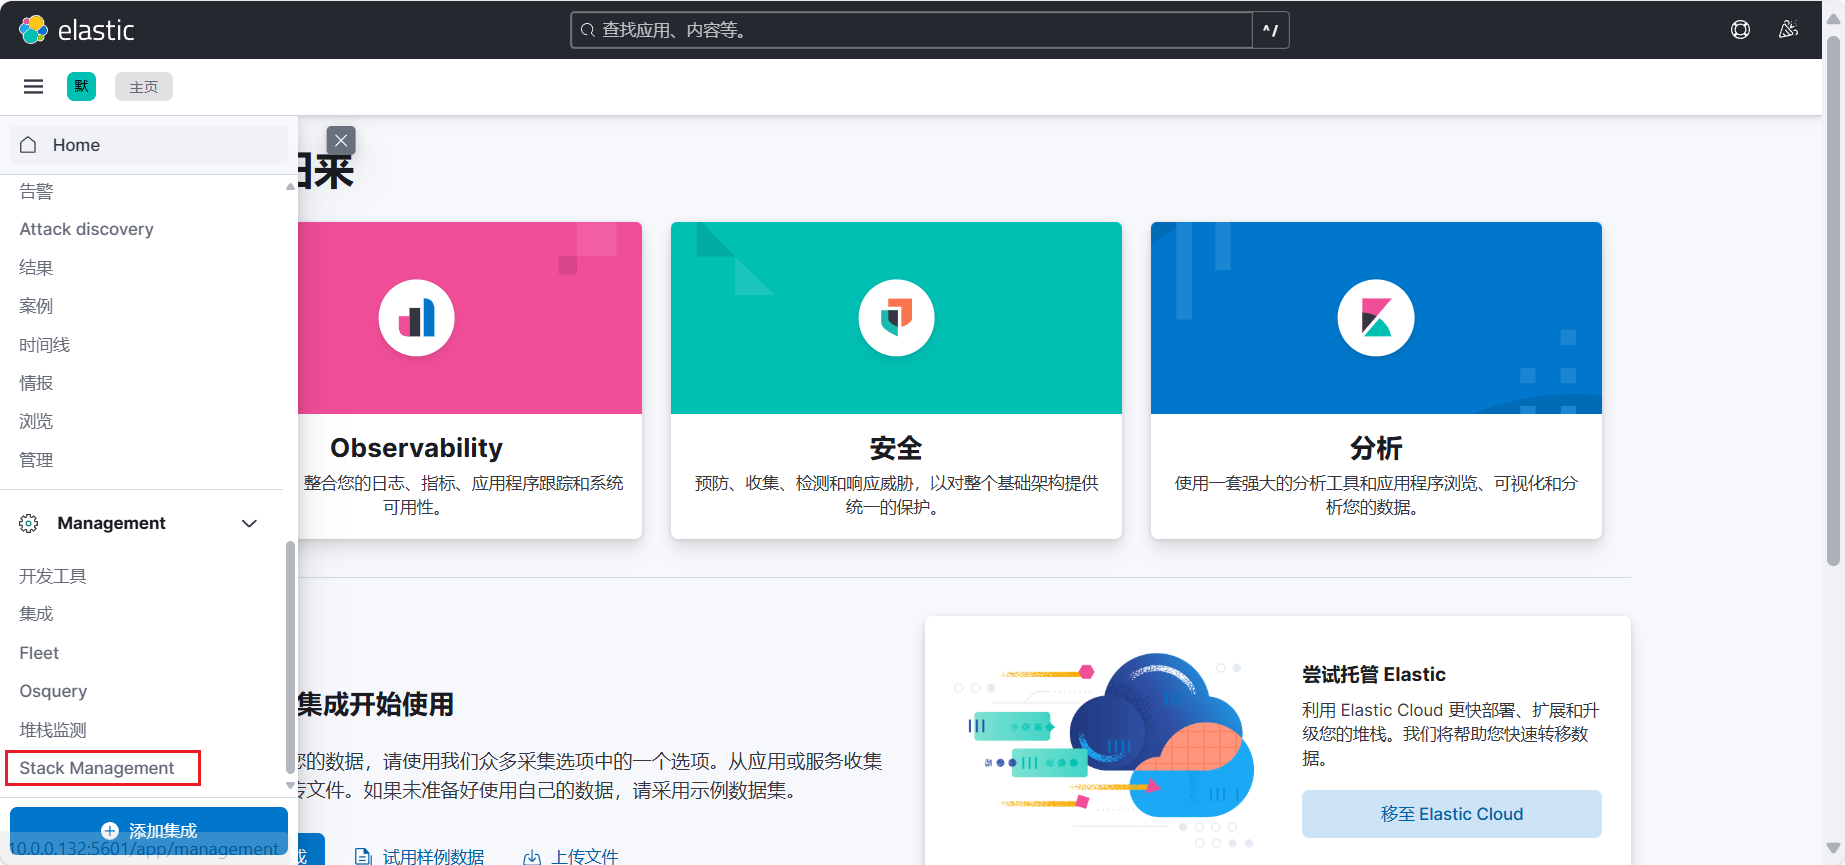 elastic
查找应用、内容等。
^/
默
主页
Home
告警
Attack discovery
结果
案例
时间线
情报
浏览
管理
Management
开发工具
集成
Fleet
Osquery
堆栈监测
Stack Management
添加集成
10.0.0.132:5601/app/management
来
Observability
整合您的日志、指标、应用程序跟踪和系统
可用性。
安全
预防、收集、检测和响应威胁，以对整个基础架构提供
统一的保护。
分析
使用一套强大的分析工具和应用程序浏览、可视化和分
析您的数据。
集成开始使用
您的数据，请使用我们众多采集选项中的一个选项。从应用或服务收集
传文件。如果未准备好使用自己的数据，请采用示例数据集。
成
试用样例数据
上传文件
尝试托管 Elastic
利用 Elastic Cloud 更快部署、扩展和升
级您的堆栈。我们将帮助您快速转移数
据。
移至 Elastic Cloud